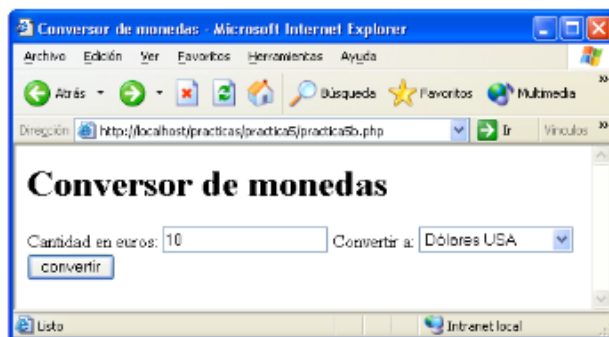 Conversor de monedas - Microsoft Internet Explorer
Archivo Edición Ver Favoritos Herramientas Ayuda
Atrás Búsqueda Favoritos Multimedia »
Dirección http://localhost/practicas/practica5/practica5b.php Ir Vínculos »
Conversor de monedas
Cantidad en euros: 10 Convertir a: Dólares USA
convertir
Listo Intranet local